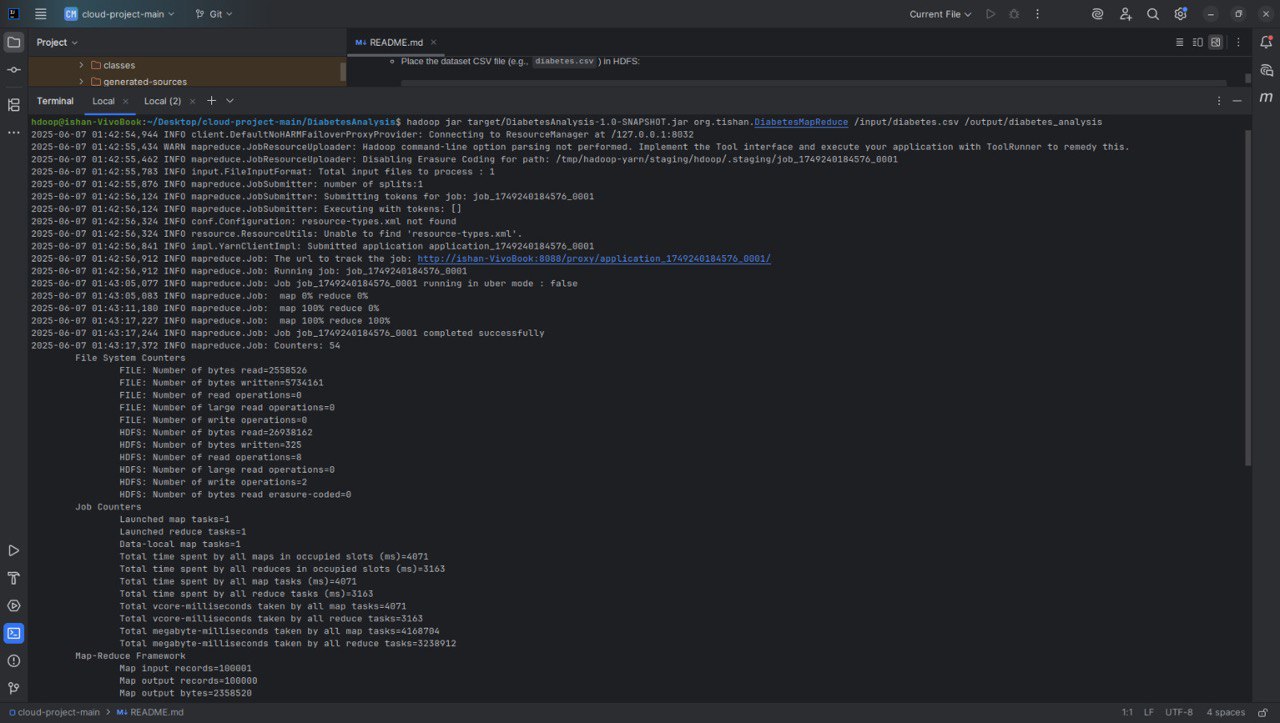 CM cloud-project-main Git Current File
Project
README.md
classes
Place the dataset CSV file (e.g., diabetes.csv ) in HDFS:
generated-sources
Terminal Local Local (2)
hdoop@ishan-VivoBook:~/Desktop/cloud-project-main/DiabetesAnalysis$ hadoop jar target/DiabetesAnalysis-1.0-SNAPSHOT.jar org.tishan.DiabetesMapReduce /input/diabetes.csv /output/diabetes_analysis
2025-06-07 01:42:54,944 INFO client.DefaultNoHARMFailoverProxyProvider: Connecting to ResourceManager at /127.0.0.1:8032
2025-06-07 01:42:55,434 WARN mapreduce.JobResourceUploader: Hadoop command-line option parsing not performed. Implement the Tool interface and execute your application with ToolRunner to remedy this.
2025-06-07 01:42:55,462 INFO mapreduce.JobResourceUploader: Disabling Erasure Coding for path: /tmp/hadoop-yarn/staging/hdoop/.staging/job_1749240184576_0001
2025-06-07 01:42:55,783 INFO input.FileInputFormat: Total input files to process : 1
2025-06-07 01:42:55,876 INFO mapreduce.JobSubmitter: number of splits:1
2025-06-07 01:42:56,124 INFO mapreduce.JobSubmitter: Submitting tokens for job: job_1749240184576_0001
2025-06-07 01:42:56,124 INFO mapreduce.JobSubmitter: Executing with tokens: []
2025-06-07 01:42:56,324 INFO conf.Configuration: resource-types.xml not found
2025-06-07 01:42:56,324 INFO resource.ResourceUtils: Unable to find 'resource-types.xml'.
2025-06-07 01:42:56,841 INFO impl.YarnClientImpl: Submitted application application_1749240184576_0001
2025-06-07 01:42:56,912 INFO mapreduce.Job: The url to track the job: http://ishan-VivoBook:8088/proxy/application_1749240184576_0001/
2025-06-07 01:42:56,912 INFO mapreduce.Job: Running job: job_1749240184576_0001
2025-06-07 01:43:05,077 INFO mapreduce.Job: Job job_1749240184576_0001 running in uber mode : false
2025-06-07 01:43:05,083 INFO mapreduce.Job:  map 0% reduce 0%
2025-06-07 01:43:11,180 INFO mapreduce.Job:  map 100% reduce 0%
2025-06-07 01:43:17,227 INFO mapreduce.Job:  map 100% reduce 100%
2025-06-07 01:43:17,244 INFO mapreduce.Job: Job job_1749240184576_0001 completed successfully
2025-06-07 01:43:17,372 INFO mapreduce.Job: Counters: 54
File System Counters
FILE: Number of bytes read=2558526
FILE: Number of bytes written=5734161
FILE: Number of read operations=0
FILE: Number of large read operations=0
FILE: Number of write operations=0
HDFS: Number of bytes read=26938162
HDFS: Number of bytes written=325
HDFS: Number of read operations=8
HDFS: Number of large read operations=0
HDFS: Number of write operations=2
HDFS: Number of bytes read erasure-coded=0
Job Counters
Launched map tasks=1
Launched reduce tasks=1
Data-local map tasks=1
Total time spent by all maps in occupied slots (ms)=4071
Total time spent by all reduces in occupied slots (ms)=3163
Total time spent by all map tasks (ms)=4071
Total time spent by all reduce tasks (ms)=3163
Total vcore-milliseconds taken by all map tasks=4071
Total vcore-milliseconds taken by all reduce tasks=3163
Total megabyte-milliseconds taken by all map tasks=4168704
Total megabyte-milliseconds taken by all reduce tasks=3238912
Map-Reduce Framework
Map input records=100001
Map output records=100000
Map output bytes=2358520
cloud-project-main > README.md 1:1 LF UTF-8 4 spaces